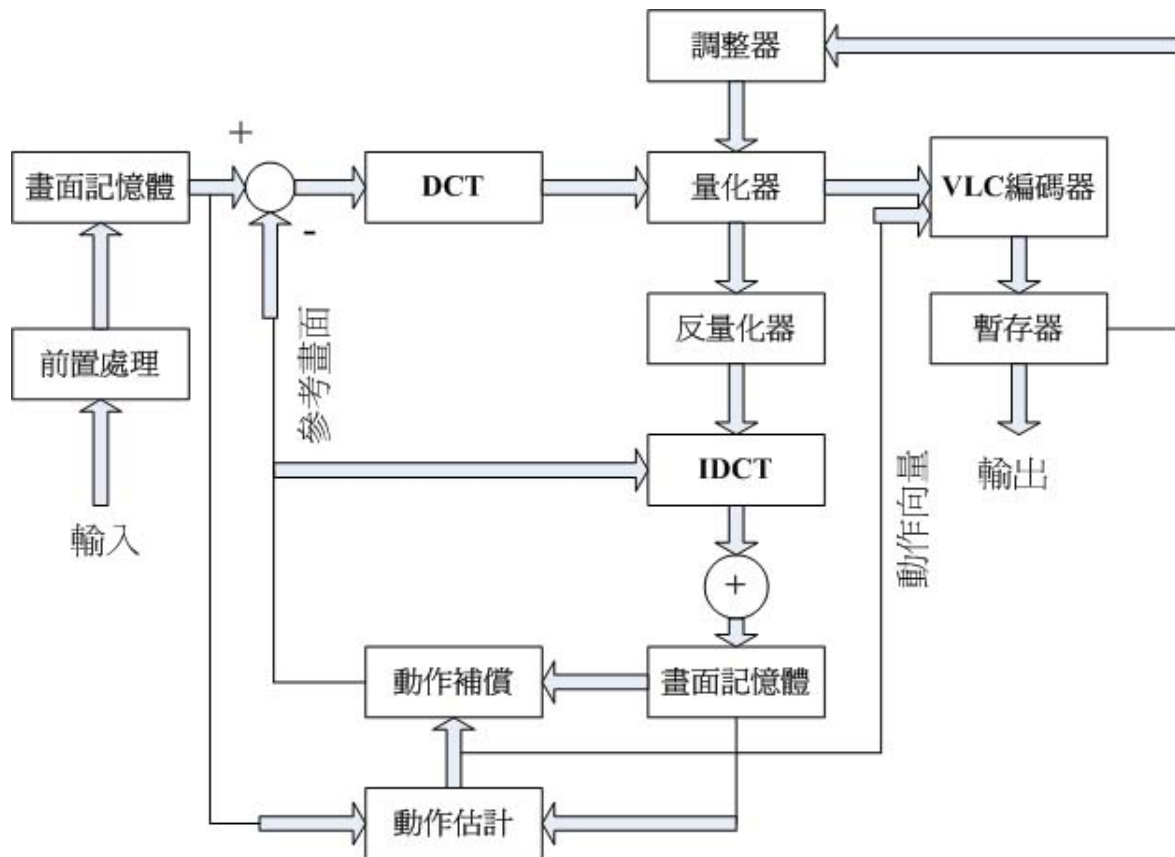 調整器
+
畫面記憶體
DCT
量化器
VLC編碼器
-
前置處理
參考畫面
反量化器
暫存器
IDCT
動作向量
輸出
輸入
+
動作補償
畫面記憶體
動作估計